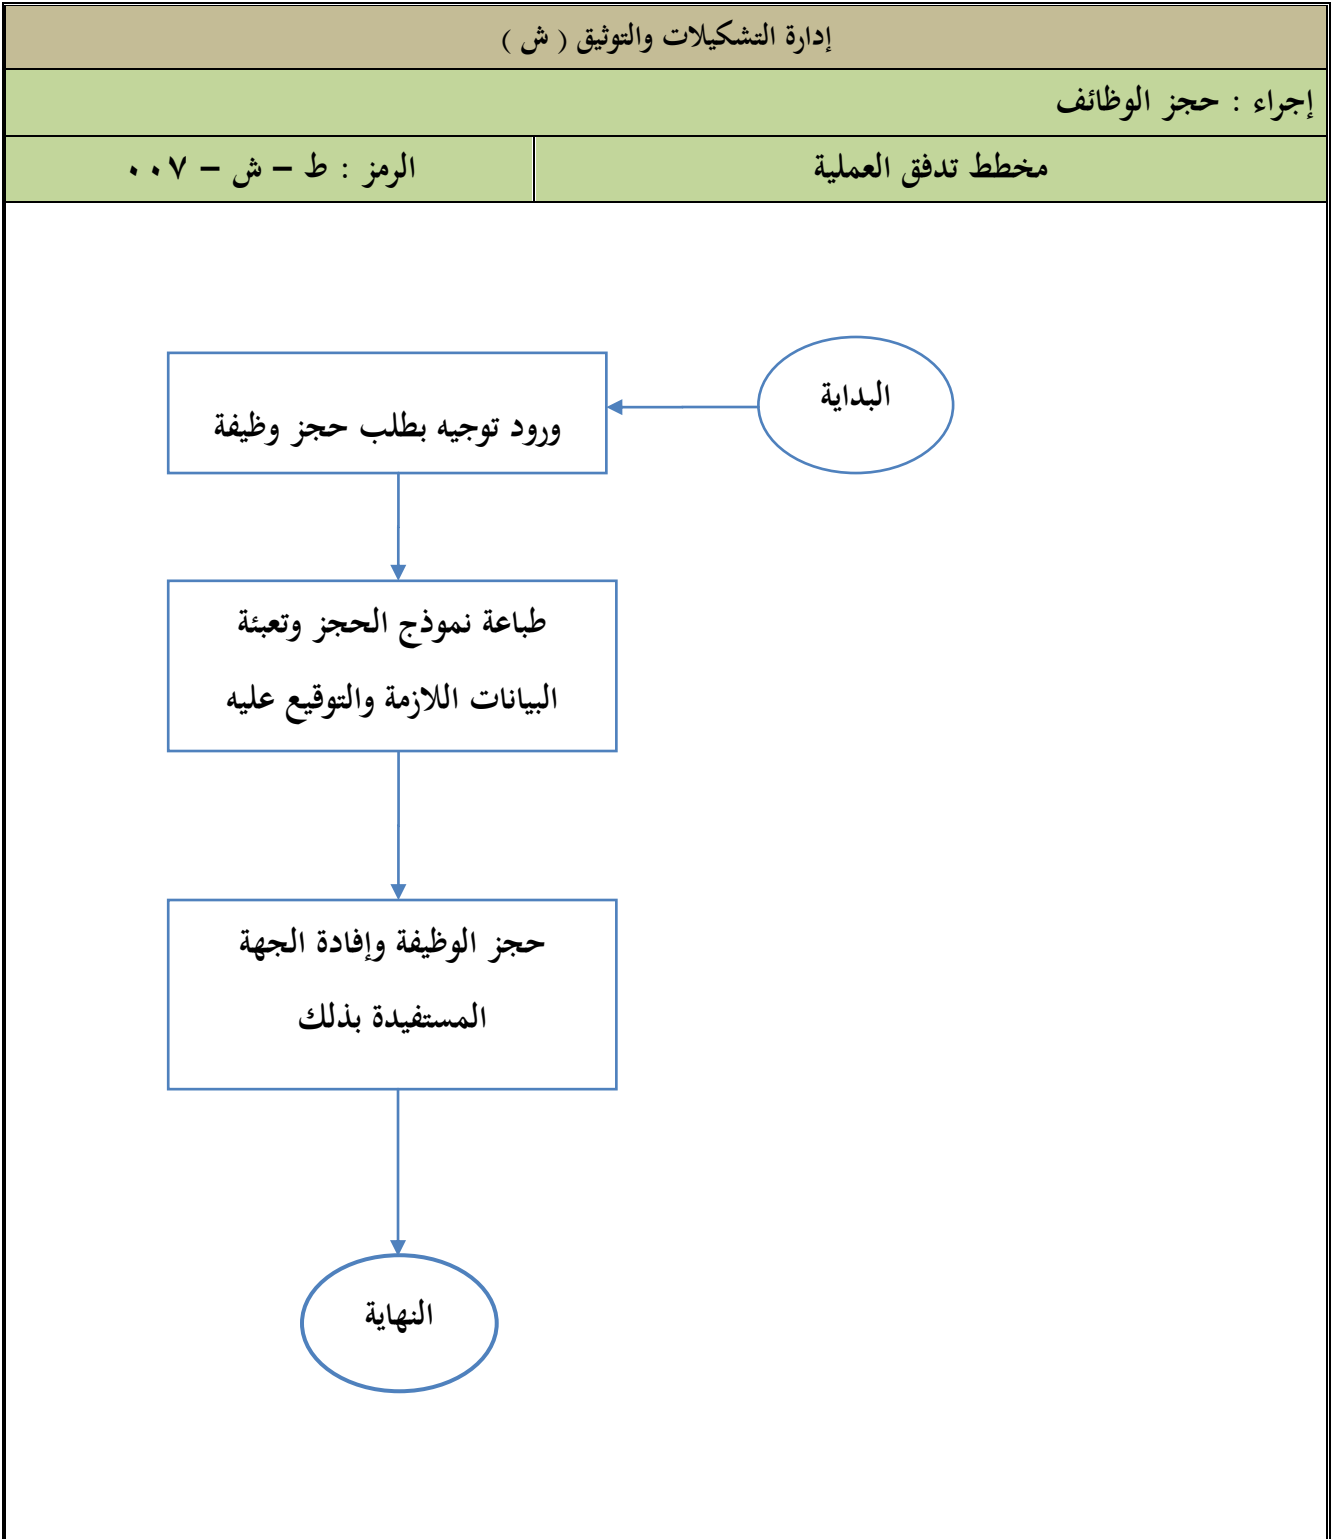 إدارة التشكيلات والتوثيق ( ش )
إجراء : حجز الوظائف
مخطط تدفق العملية
الرمز : ط – ش – ٠٠٧
البداية
ورود توجيه بطلب حجز وظيفة
طباعة نموذج الحجز وتعبئة
البيانات اللازمة والتوقيع عليه
حجز الوظيفة وإفادة الجهة
المستفيدة بذلك
النهاية